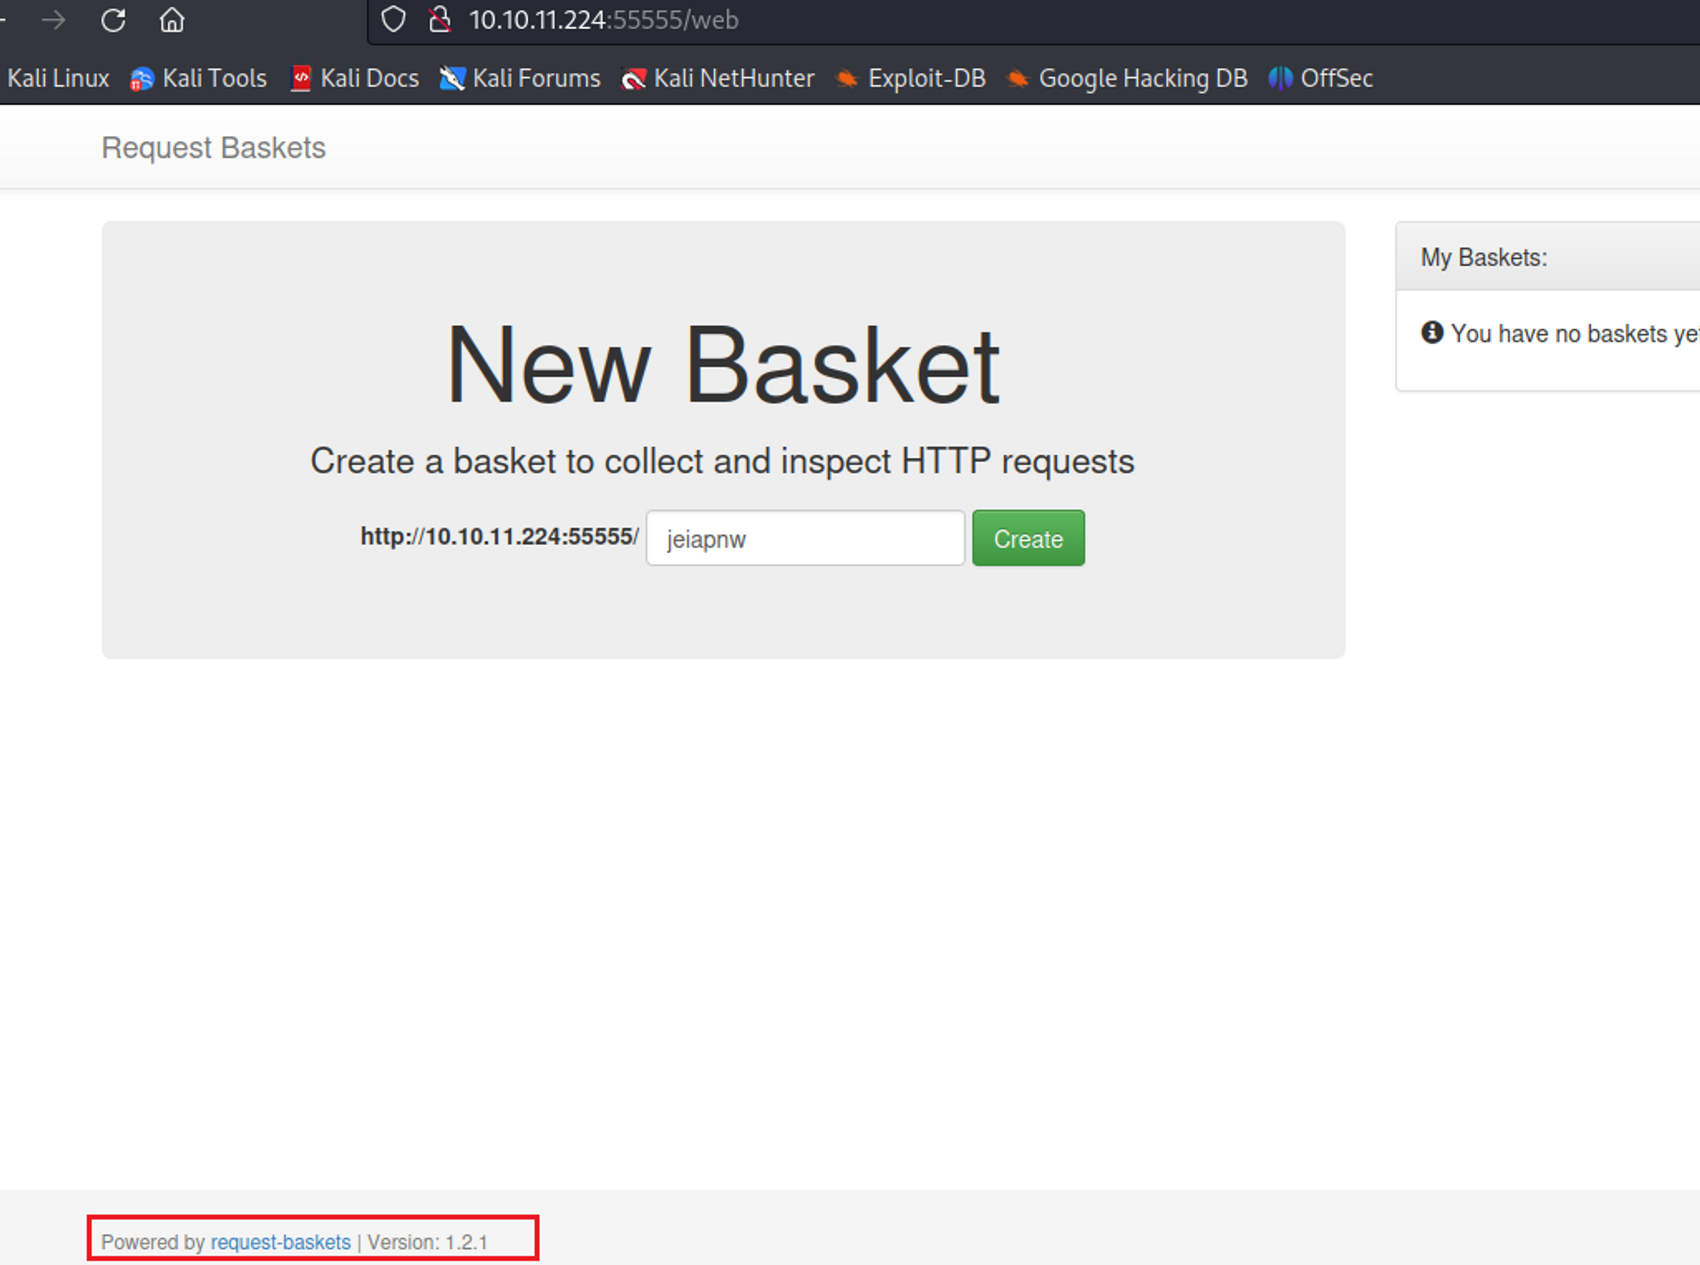 10.10.11.224:55555/web
Kali Linux Kali Tools Kali Docs Kali Forums Kali NetHunter Exploit-DB Google Hacking DB OffSec
Request Baskets
New Basket
Create a basket to collect and inspect HTTP requests
http://10.10.11.224:55555/ jeiapnw Create
My Baskets:
You have no baskets ye
Powered by request-baskets | Version: 1.2.1